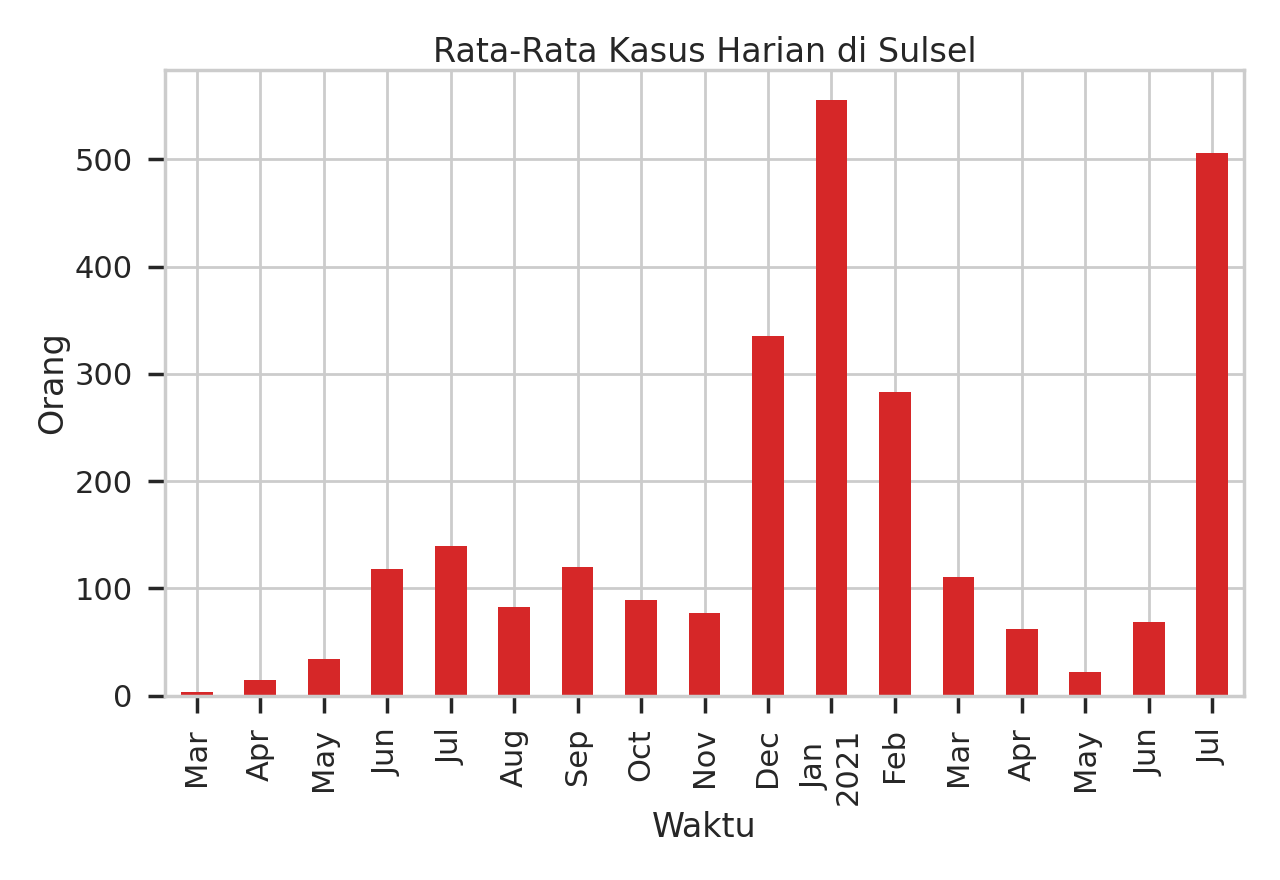 Rata-Rata Kasus Harian di Sulsel
Orang
500
400
300
200
100
0
Mar
Apr
May
Jun
Jul
Aug
Sep
Oct
Nov
Dec
Jan
2021
Feb
Mar
Apr
May
Jun
Jul
Waktu